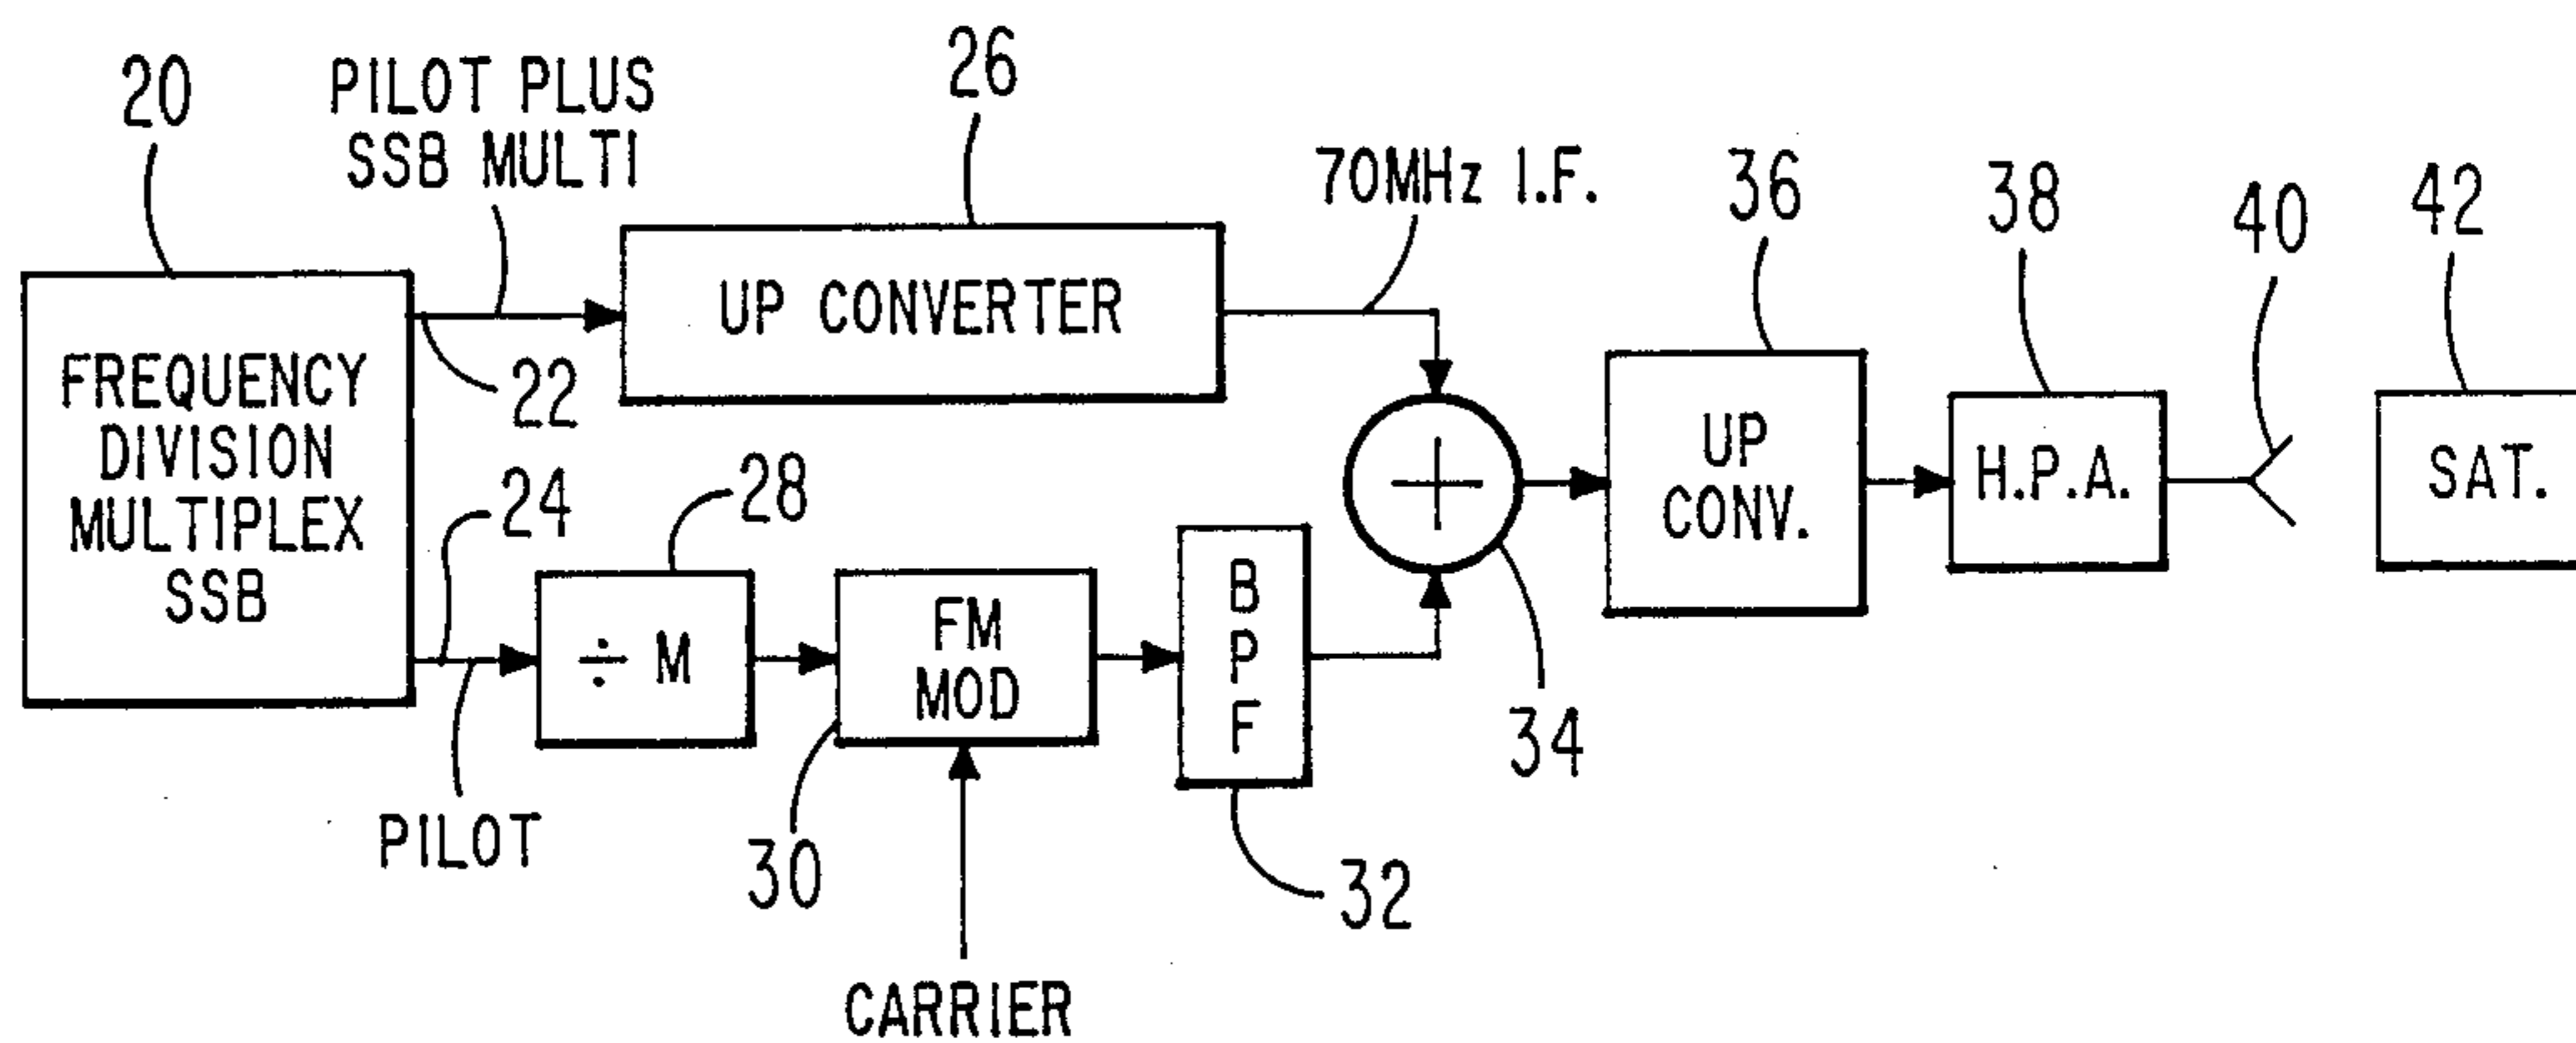 20
PILOT PLUS
SSB MULTI
26
70MHz I.F.
36
38
40
42
FREQUENCY
DIVISION
MULTIPLEX
SSB
22
UP CONVERTER
24
28
÷ M
FM
MOD
B
P
F
+
UP
CONV.
H.P.A.
SAT.
PILOT
30
CARRIER
32
34